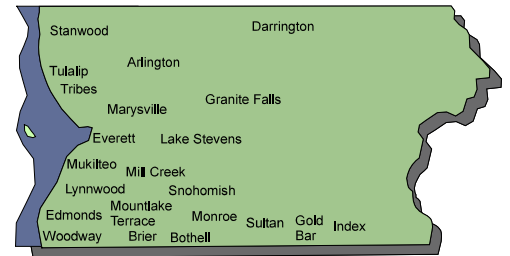 Darrington
Stanwood
Arlington
Tulalip
Tribes
Granite Falls
Marysville
Everett
Lake Stevens
Mukilteo
Mill Creek
Lynnwood
Snohomish
Mountlake
Terrace
Edmonds
Monroe
Sultan
Gold
Bar
Index
Woodway
Brier
Bothell